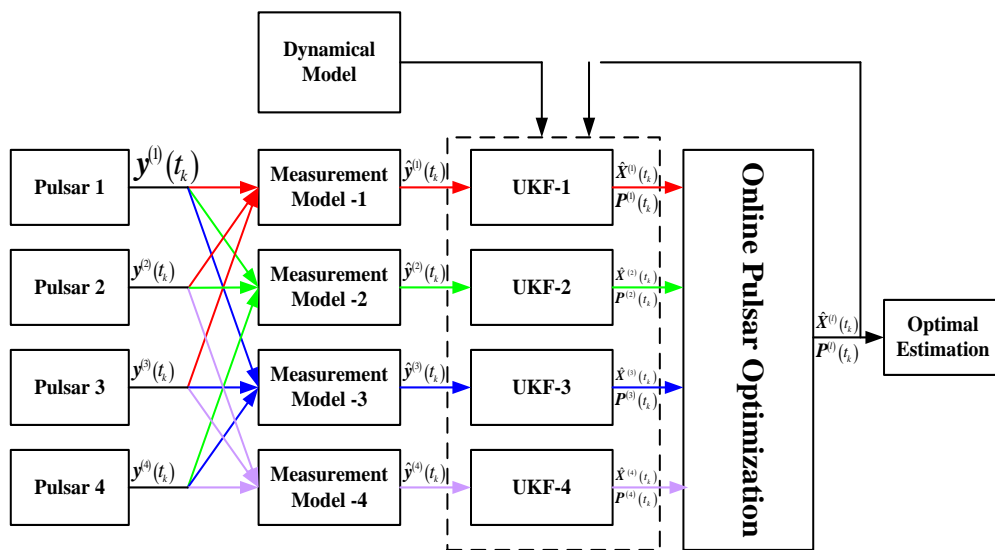 Dynamical
Model
Pulsar 1
y^(1)(t_k)
Measurement
Model -1
ŷ^(1)(t_k)
UKF-1
X̂^(1)(t_k)
P^(1)(t_k)
Pulsar 2
y^(2)(t_k)
Measurement
Model -2
ŷ^(2)(t_k)
UKF-2
X̂^(2)(t_k)
P^(2)(t_k)
Pulsar 3
y^(3)(t_k)
Measurement
Model -3
ŷ^(3)(t_k)
UKF-3
X̂^(3)(t_k)
P^(3)(t_k)
Pulsar 4
y^(4)(t_k)
Measurement
Model -4
ŷ^(4)(t_k)
UKF-4
X̂^(4)(t_k)
P^(4)(t_k)
Online Pulsar Optimization
X̂^(l)(t_k)
P^(l)(t_k)
Optimal
Estimation